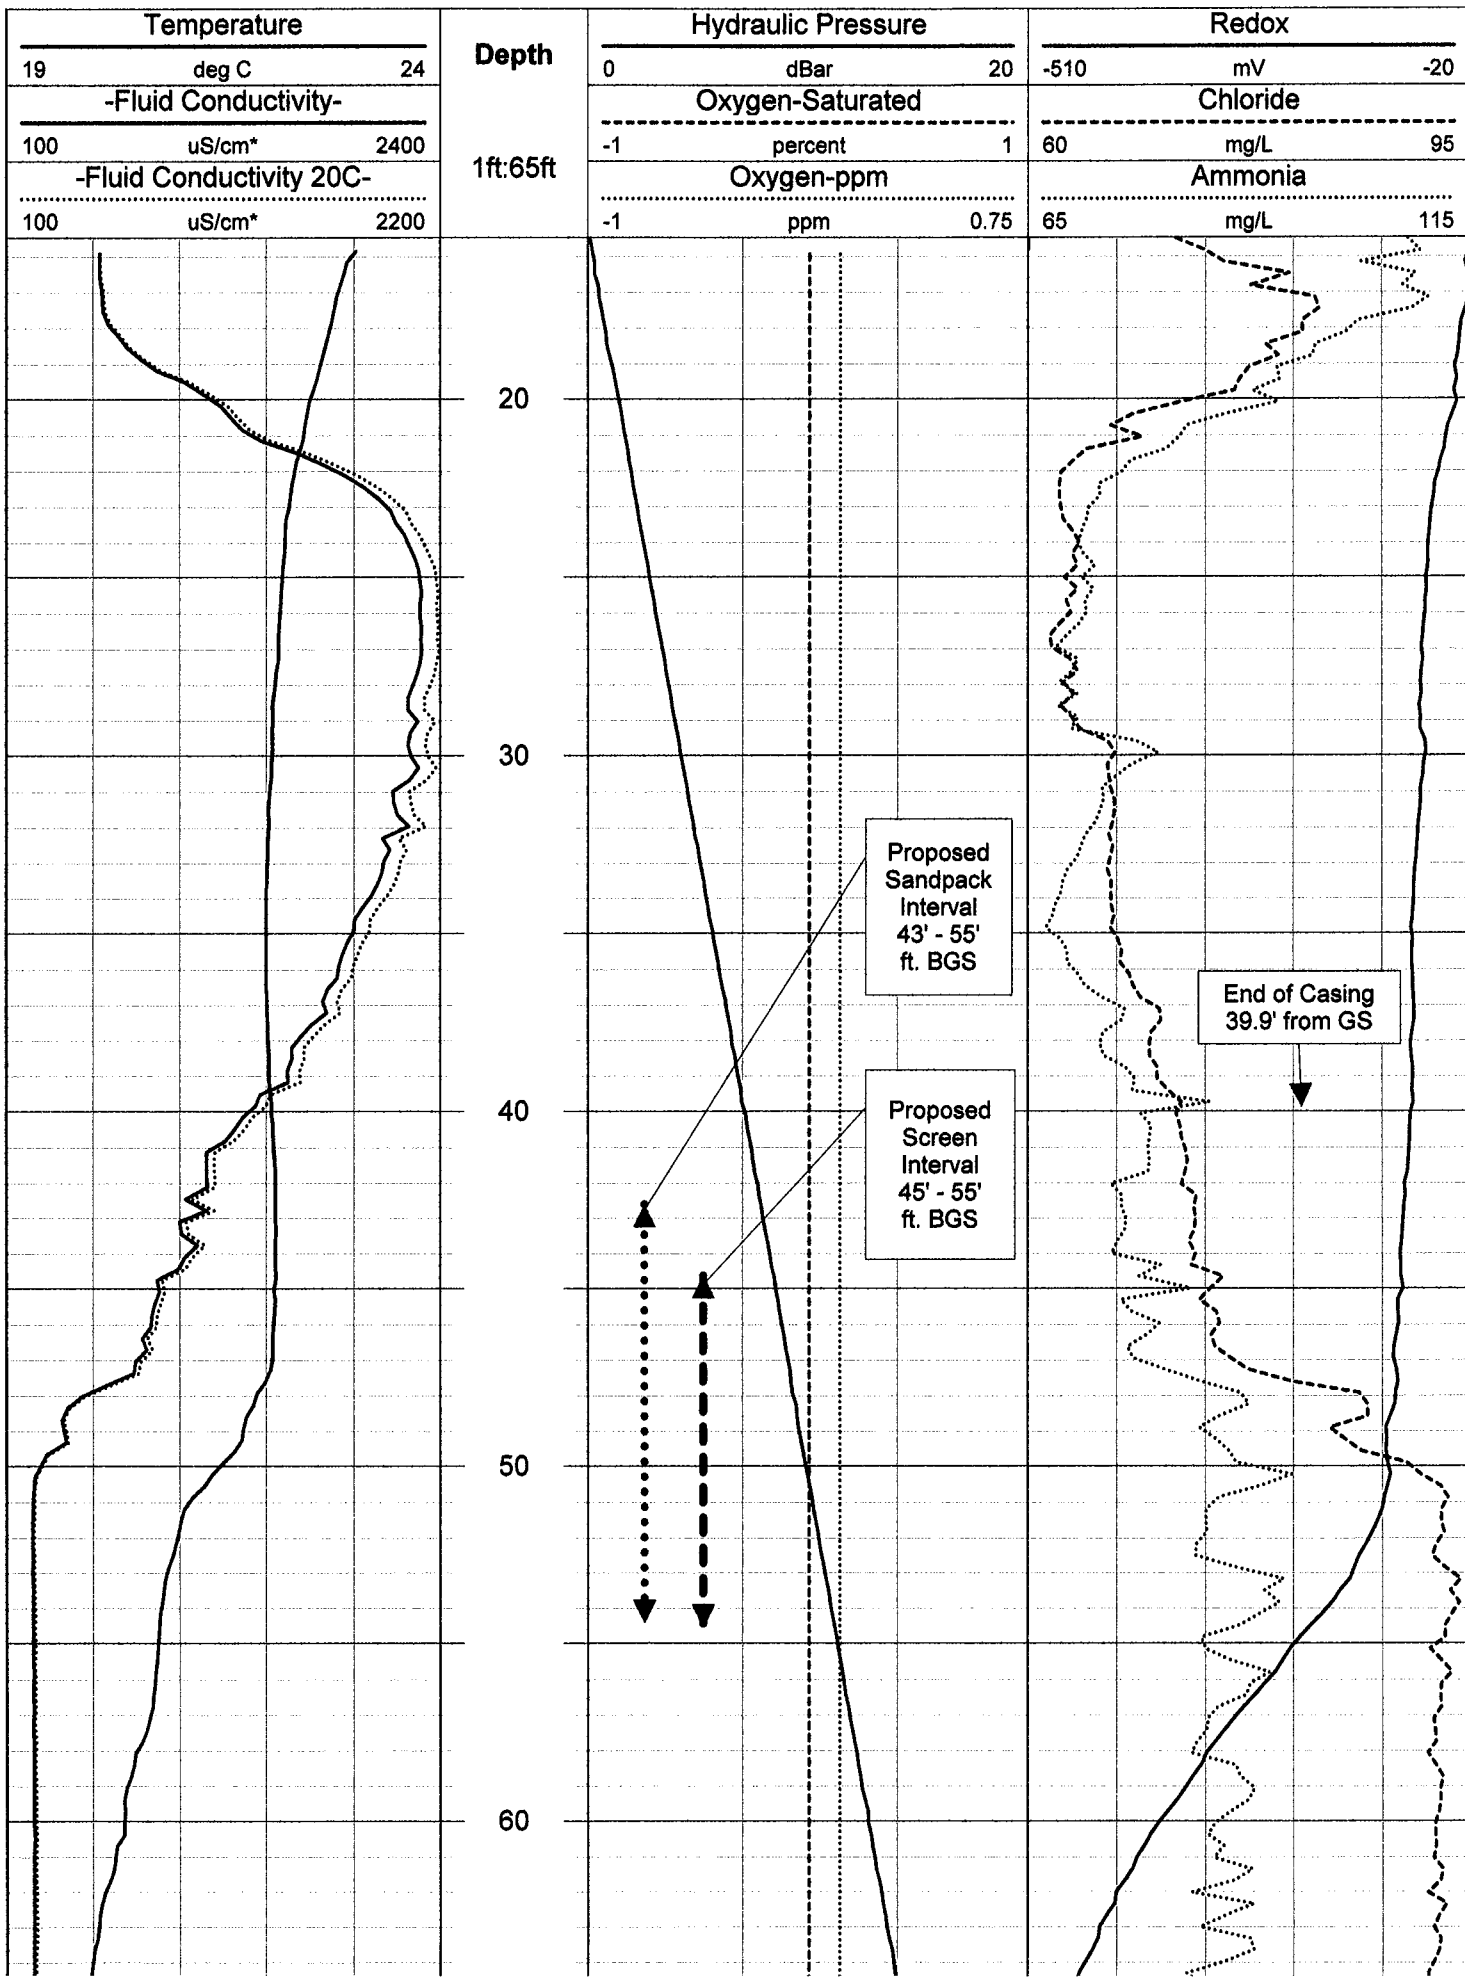 Temperature
19 deg C 24
-Fluid Conductivity-
100 uS/cm* 2400
-Fluid Conductivity 20C-
100 uS/cm* 2200
Depth
1ft:65ft
Hydraulic Pressure
0 dBar 20
Oxygen-Saturated
-1 percent 1
Oxygen-ppm
-1 ppm 0.75
Redox
-510 mV -20
Chloride
60 mg/L 95
Ammonia
65 mg/L 115
20
30
40
50
60
Proposed
Sandpack
Interval
43' - 55'
ft. BGS
Proposed
Screen
Interval
45' - 55'
ft. BGS
End of Casing
39.9' from GS